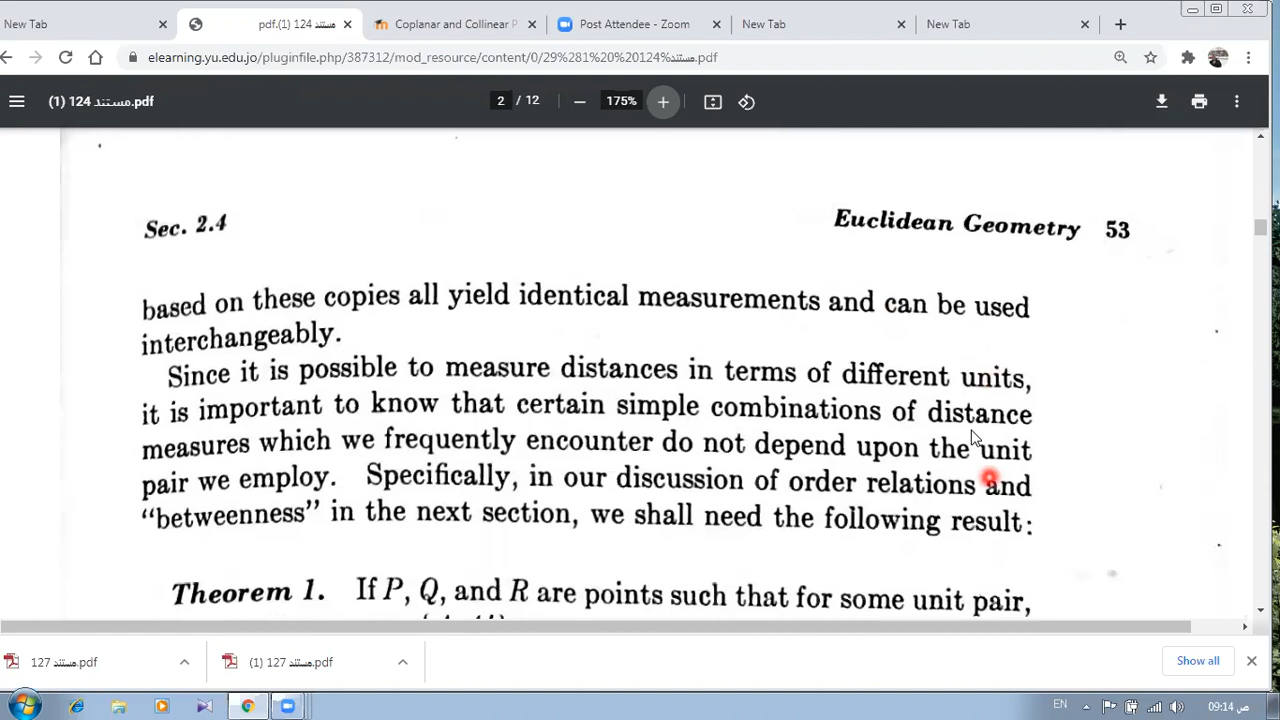 New Tab
مستند 124 (1).pdf
Coplanar and Collinear P
Post Attendee - Zoom
New Tab
New Tab
elearning.yu.edu.jo/pluginfile.php/387312/mod_resource/content/0/29%281%20%20124%مستند.pdf
مستند 124 (1).pdf
2 / 12
175%
Sec. 2.4
Euclidean Geometry 53
based on these copies all yield identical measurements and can be used
interchangeably.
Since it is possible to measure distances in terms of different units,
it is important to know that certain simple combinations of distance
measures which we frequently encounter do not depend upon the unit
pair we employ. Specifically, in our discussion of order relations and
“betweenness” in the next section, we shall need the following result:
Theorem 1. If P, Q, and R are points such that for some unit pair,
مستند 127.pdf
مستند 127 (1).pdf
Show all
EN
09:14 ص